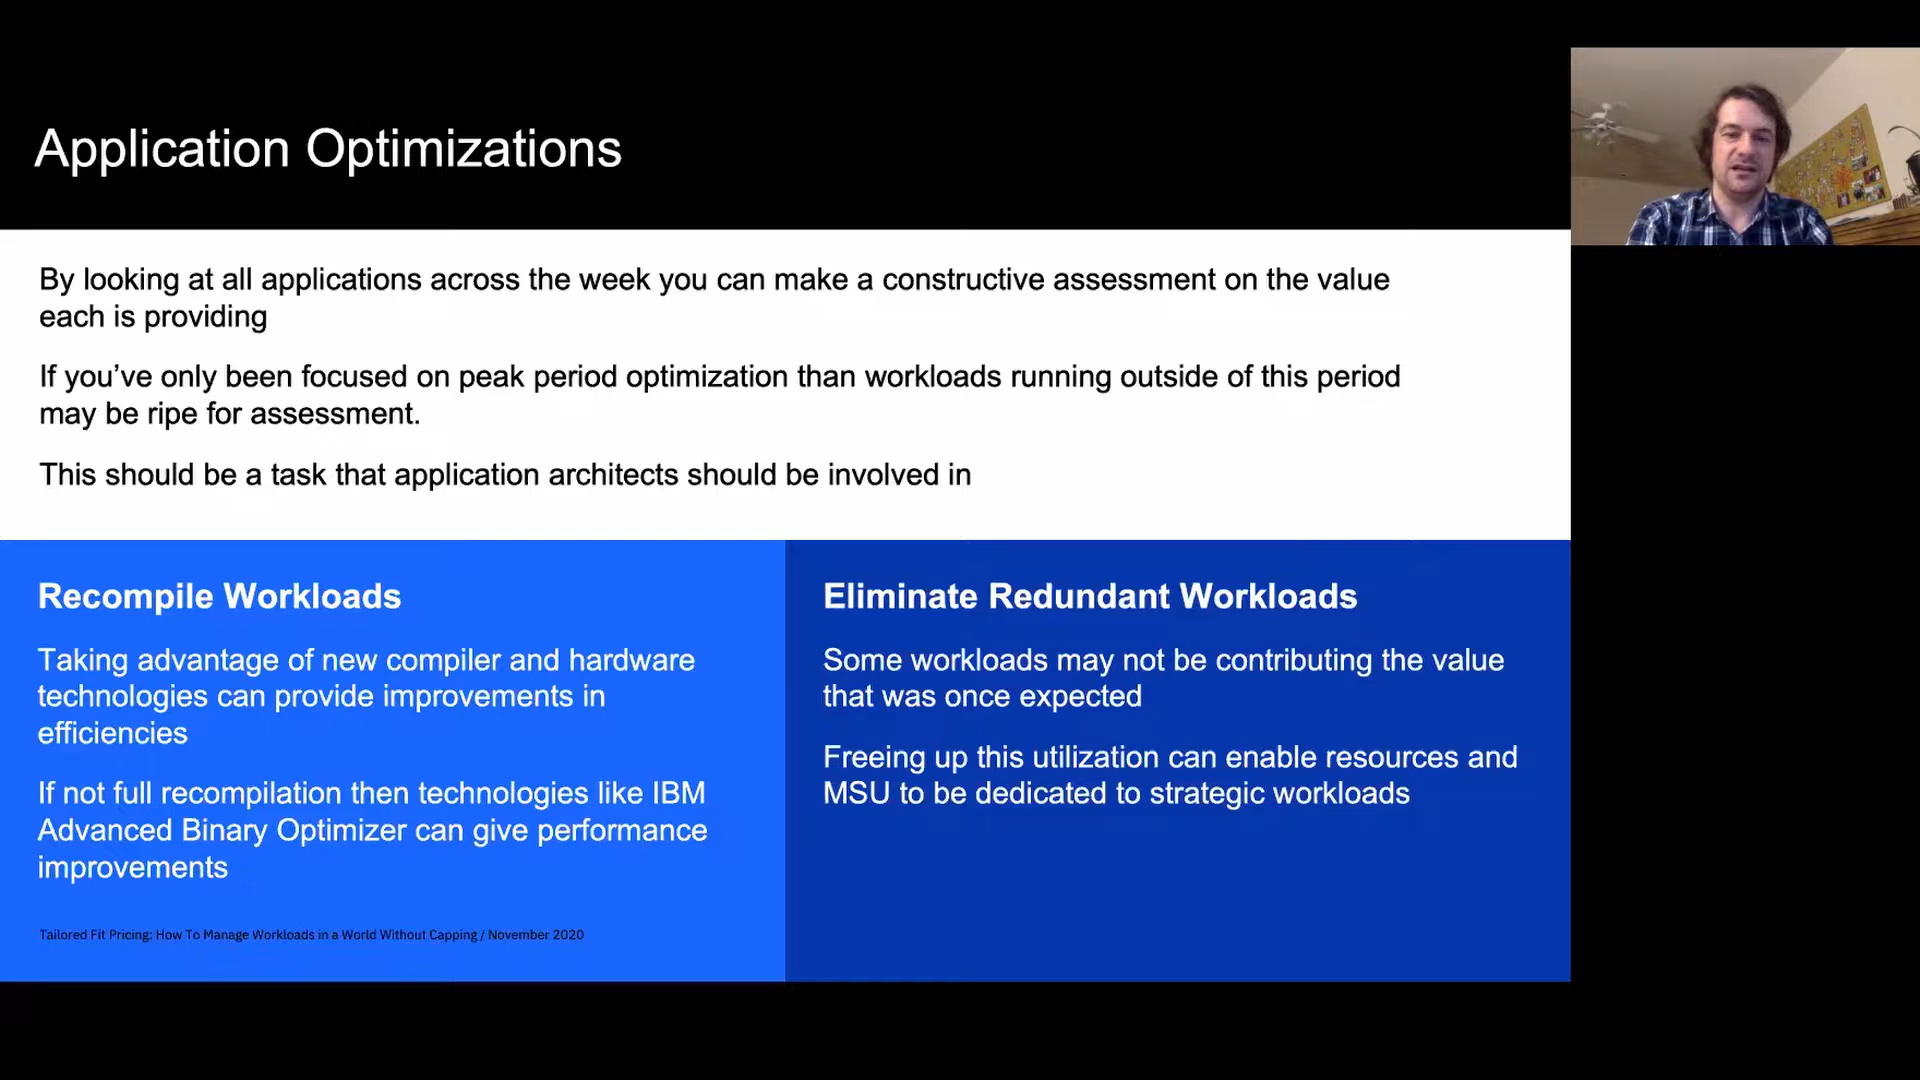 Application Optimizations
By looking at all applications across the week you can make a constructive assessment on the value
each is providing
If you’ve only been focused on peak period optimization than workloads running outside of this period
may be ripe for assessment.
This should be a task that application architects should be involved in
Recompile Workloads
Taking advantage of new compiler and hardware
technologies can provide improvements in
efficiencies
If not full recompilation then technologies like IBM
Advanced Binary Optimizer can give performance
improvements
Tailored Fit Pricing: How To Manage Workloads in a World Without Capping / November 2020
Eliminate Redundant Workloads
Some workloads may not be contributing the value
that was once expected
Freeing up this utilization can enable resources and
MSU to be dedicated to strategic workloads